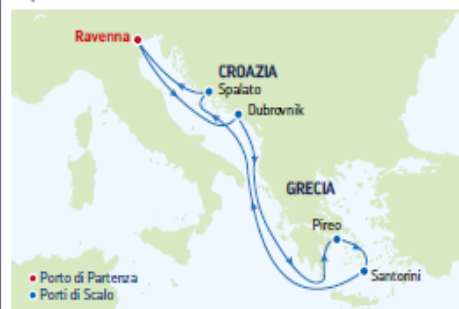 Ravenna
CROAZIA
Spalato
Dubrovnik
GRECIA
Pireo
Santorini
• Porto di Partenza
• Porti di Scalo